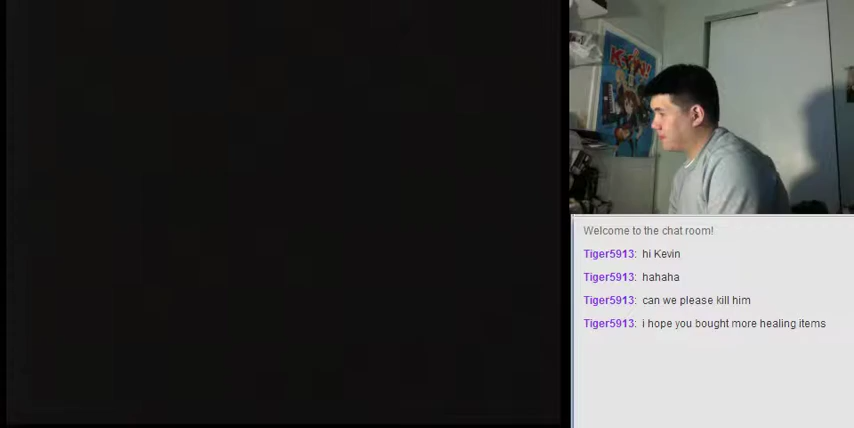 Welcome to the chat room!
Tiger5913: hi Kevin
Tiger5913: hahaha
Tiger5913: can we please kill him
Tiger5913: i hope you bought more healing items